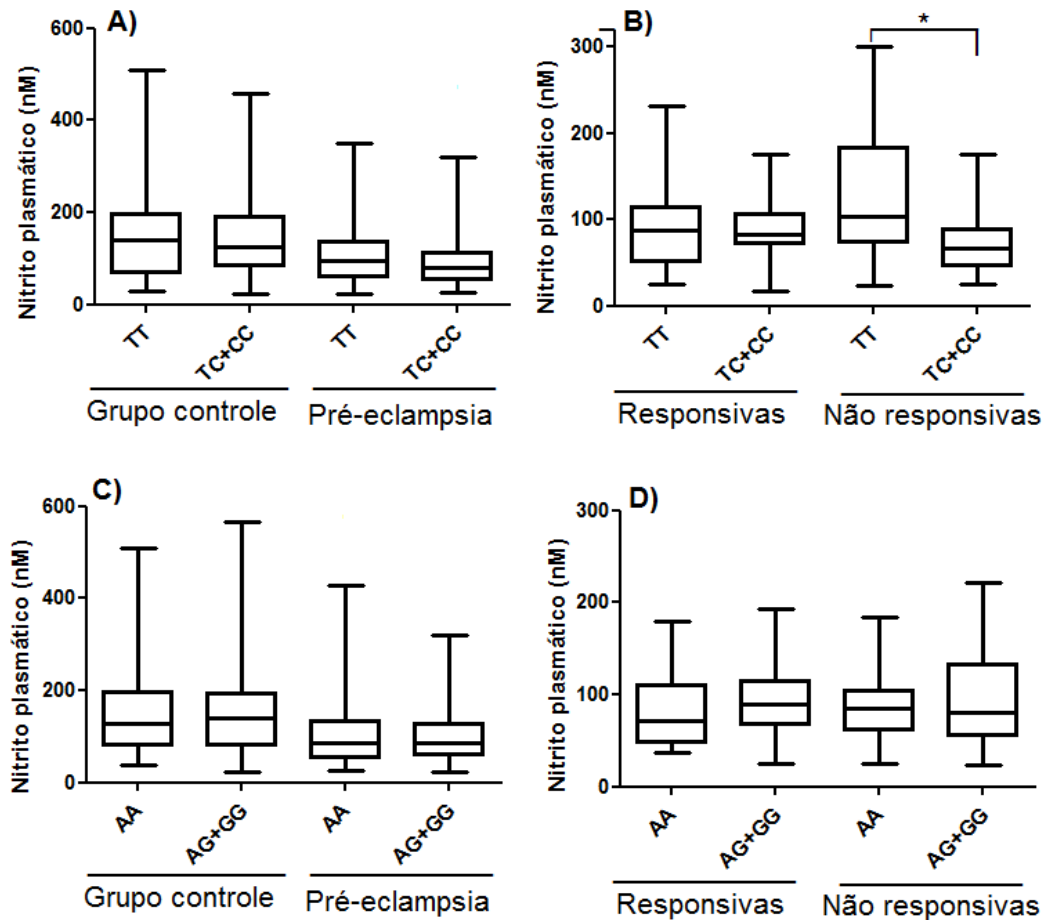 A)
Nitrito plasmático (nM)
600
400
200
0
TT
TC+CC
TT
TC+CC
Grupo controle
Pré-eclampsia
B)
*
Nitrito plasmático (nM)
300
200
100
0
TT
TC+CC
TT
TC+CC
Responsivas
Não responsivas
C)
Nitrito plasmático (nM)
600
400
200
0
AA
AG+GG
AA
AG+GG
Grupo controle
Pré-eclampsia
D)
Nitrito plasmático (nM)
300
200
100
0
AA
AG+GG
AA
AG+GG
Responsivas
Não responsivas